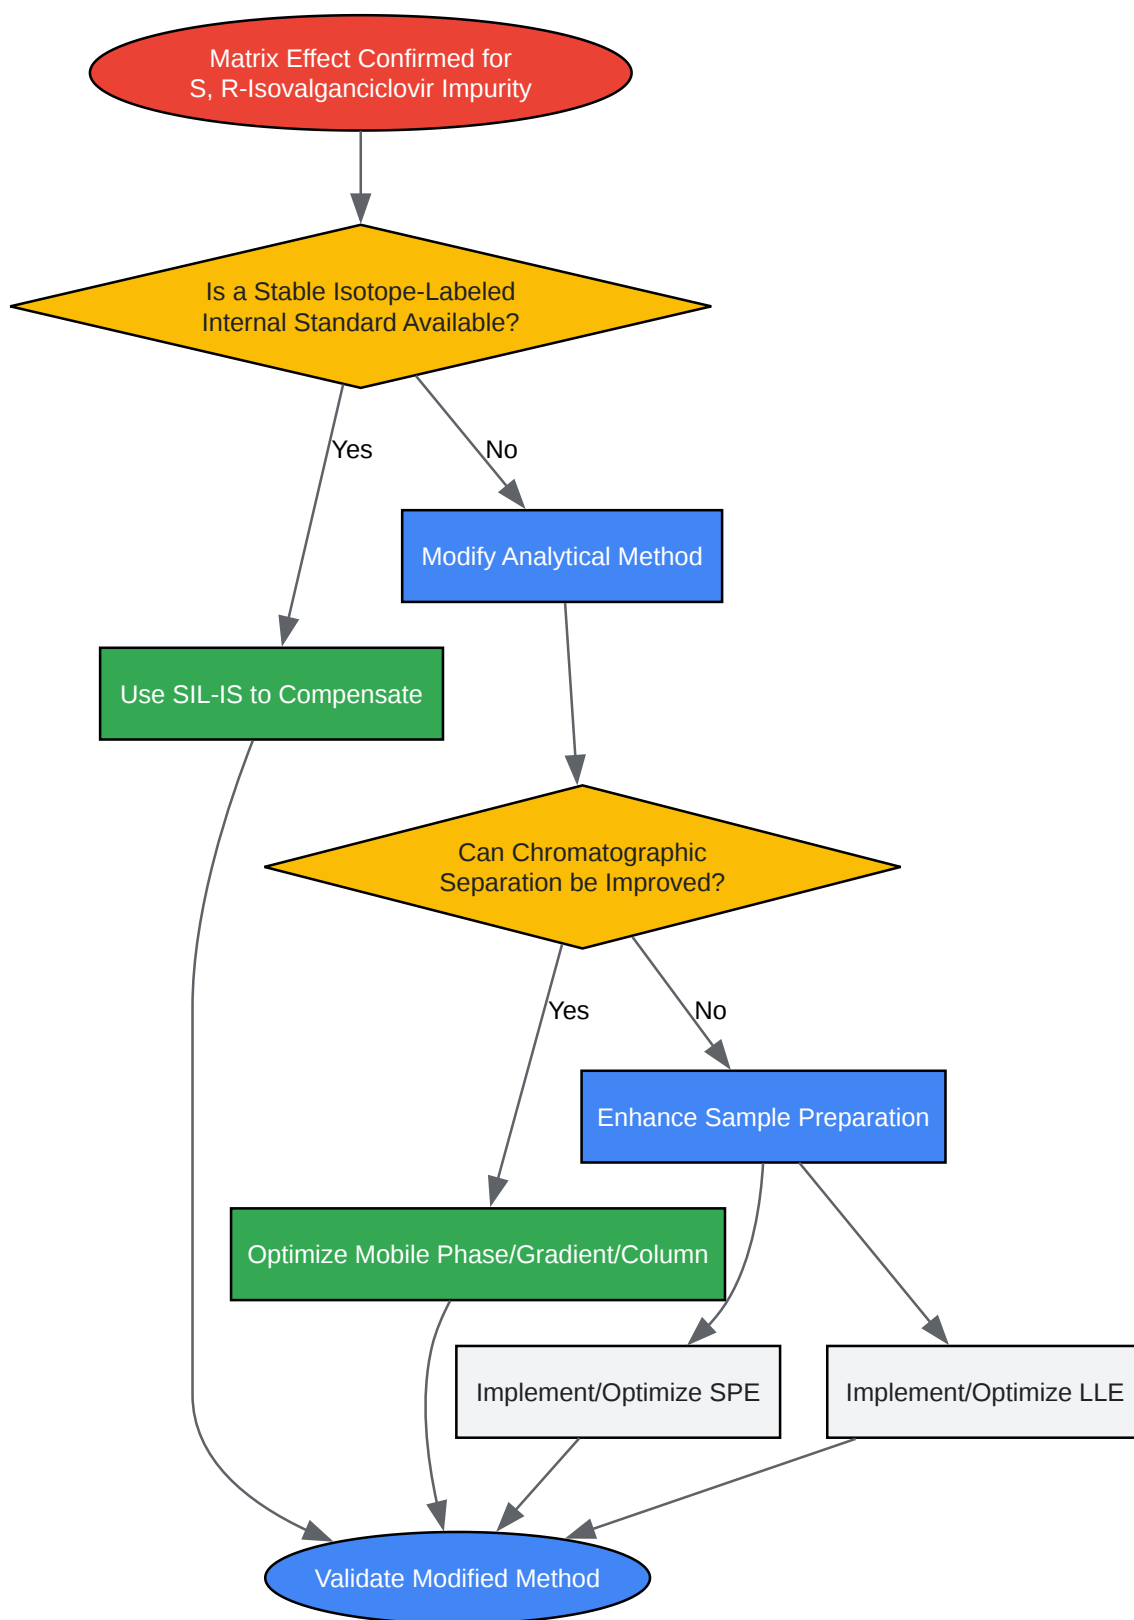 Matrix Effect Confirmed for
S, R-Isovalganciclovir Impurity
Is a Stable Isotope-Labeled
Internal Standard Available?
Yes
No
Modify Analytical Method
Use SIL-IS to Compensate
Can Chromatographic
Separation be Improved?
Yes
No
Enhance Sample Preparation
Optimize Mobile Phase/Gradient/Column
Implement/Optimize SPE
Implement/Optimize LLE
Validate Modified Method